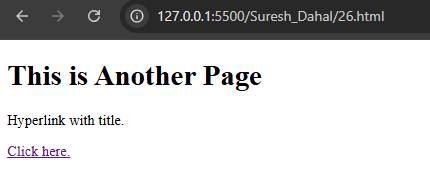 127.0.0.1:5500/Suresh_Dahal/26.html
This is Another Page
Hyperlink with title.
Click here.